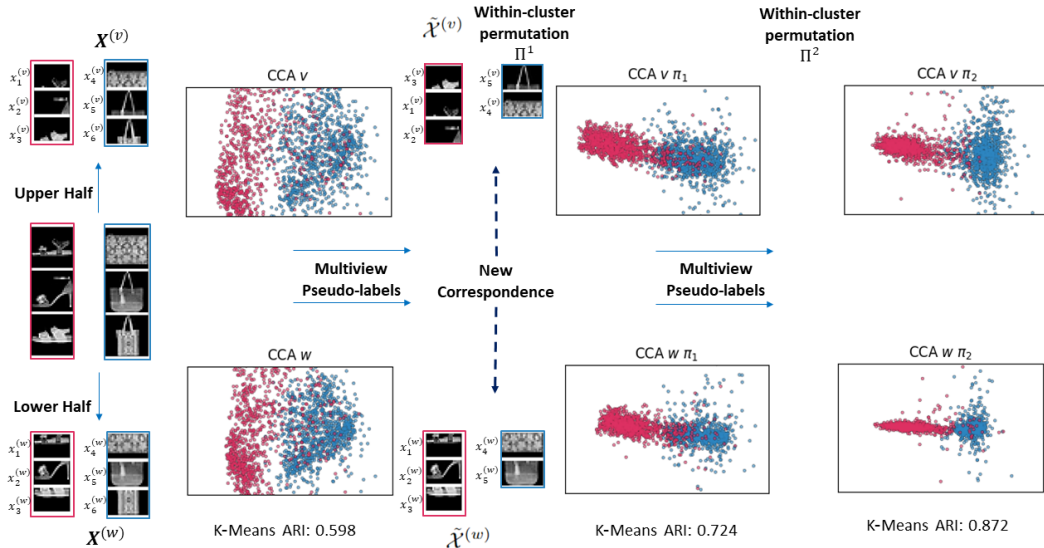 X^(v)
x_1^(v)
x_2^(v)
x_3^(v)
x_4^(v)
x_5^(v)
x_6^(v)
Upper Half
Lower Half
x_1^(w)
x_2^(w)
x_3^(w)
x_4^(w)
x_5^(w)
x_6^(w)
X^(w)
CCA v
Multiview
Pseudo-labels
CCA w
K-Means ARI: 0.598
𝒳̃^(v)
Within-cluster
permutation
Π^1
x_3^(v)
x_1^(v)
x_2^(v)
x_5^(v)
x_4^(v)
New
Correspondence
x_1^(w)
x_2^(w)
x_3^(w)
x_4^(w)
x_5^(w)
𝒳̃^(w)
CCA v π_1
Multiview
Pseudo-labels
CCA w π_1
K-Means ARI: 0.724
Within-cluster
permutation
Π^2
CCA v π_2
CCA w π_2
K-Means ARI: 0.872